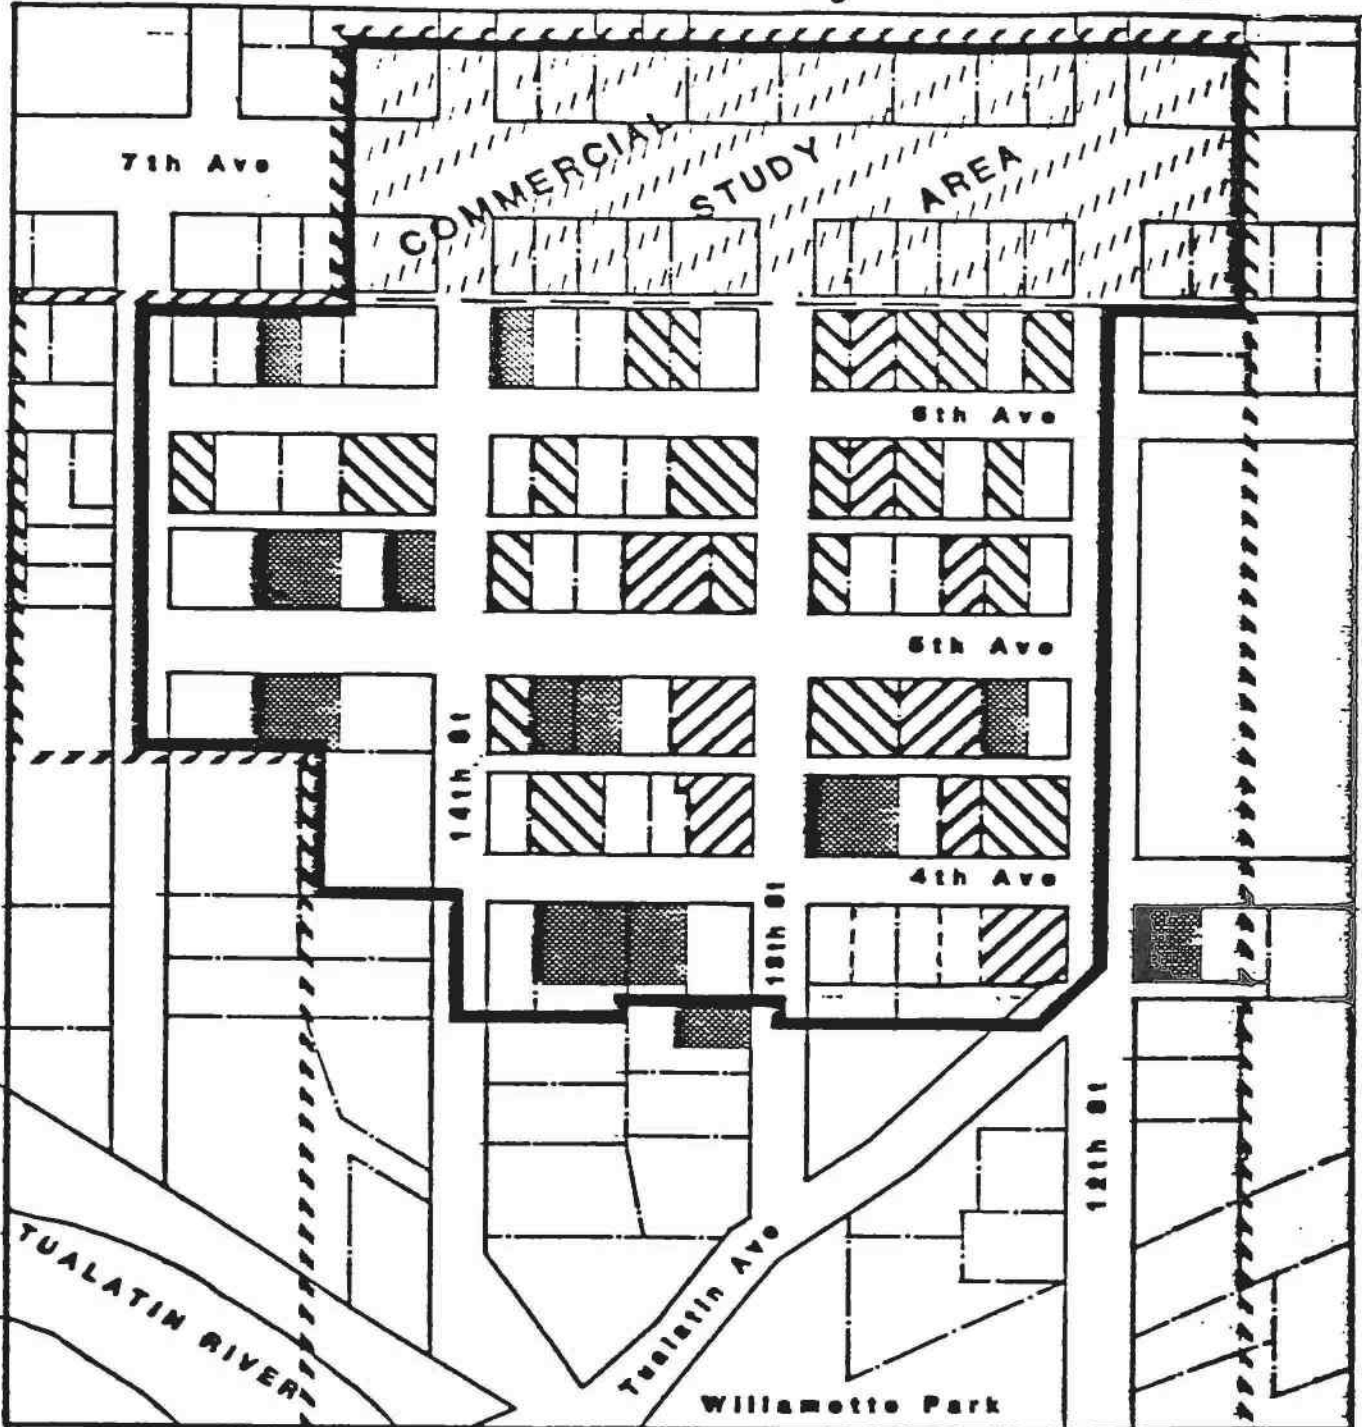 7th Ave
COMMERCIAL STUDY AREA
6th Ave
5th Ave
14th St
4th Ave
13th St
12th St
TUALATIN RIVER
Tualatin Ave
Willamette Park